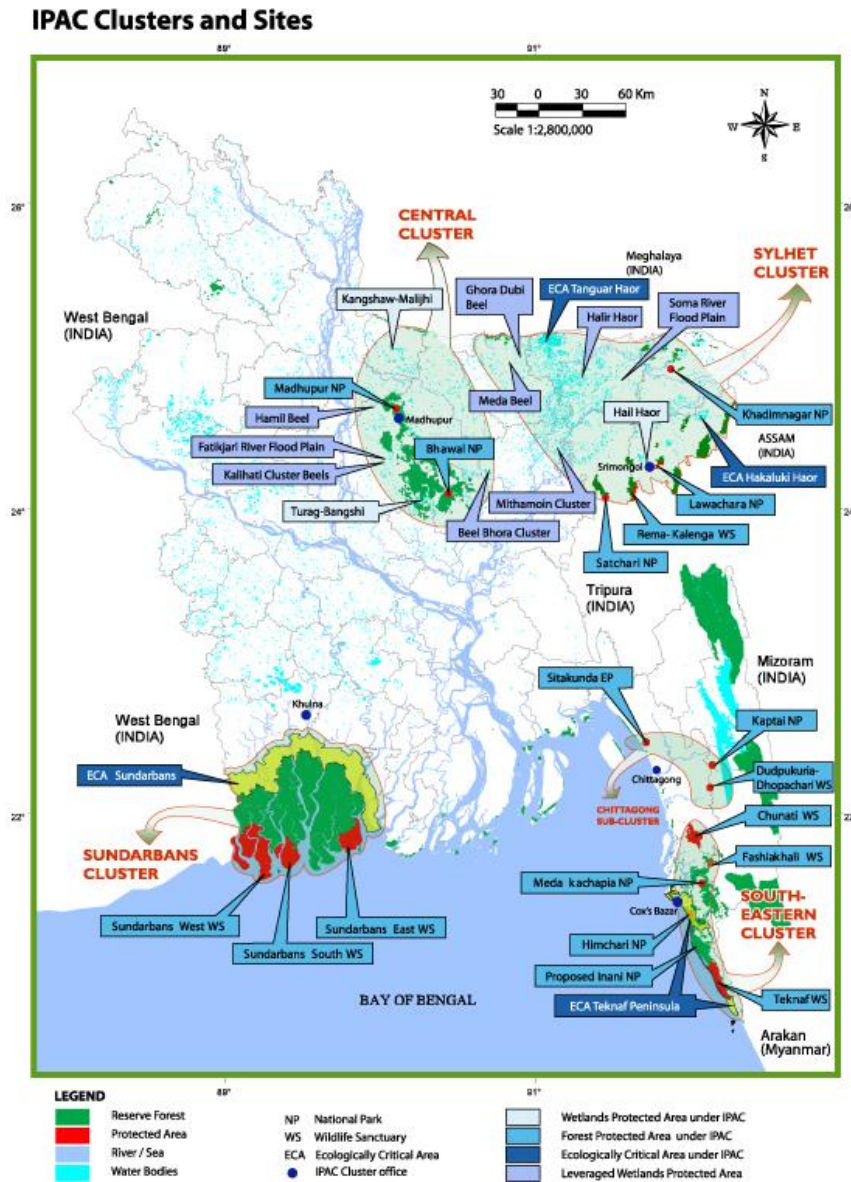 IPAC Clusters and Sites
89°
91°
30 0 30 60 Km
Scale 1:2,800,000
N
W
E
S
26°
26
CENTRAL
CLUSTER
Meghalaya
(INDIA)
SYLHET
CLUSTER
Kangshaw-Malijhi
Ghora Dubi
Beel
ECA Tanguar Haor
Halir Haor
Soma River
Flood Plain
West Bengal
(INDIA)
Madhupur NP
Meda Beel
Hamil Beel
Madhupur
Hail Haor
Khadimnagar NP
Fatikjari River Flood Plain
Bhawal NP
ASSAM
(INDIA)
Kalihati Cluster Beels
Srimongol
ECA Hakaluki Haor
Turag-Bangshi
Mithamoin Cluster
Lawachara NP
24°
24
Beel Bhora Cluster
Rema- Kalenga WS
Satchari NP
Tripura
(INDIA)
Mizoram
(INDIA)
Sitakunda EP
Khulna
West Bengal
(INDIA)
Kaptai NP
ECA Sundarbans
Chittagong
Dudpukuria-
Dhopachari WS
22°
22
CHITTAGONG
SUB-CLUSTER
Chunati WS
SUNDARBANS
CLUSTER
Fashiakhali WS
Meda kachapia NP
SOUTH-
EASTERN
CLUSTER
Sundarbans West WS
Sundarbans East WS
Cox's Bazar
Sundarbans South WS
Himchari NP
Proposed Inani NP
BAY OF BENGAL
ECA Teknaf Peninsula
Teknaf WS
Arakan
(Myanmar)
89°
91°
LEGEND
Reserve Forest
Protected Area
River / Sea
Water Bodies
NP National Park
WS Wildlife Sanctuary
ECA Ecologically Critical Area
IPAC Cluster office
Wetlands Protected Area under IPAC
Forest Protected Area under IPAC
Ecologically Critical Area under IPAC
Leveraged Wetlands Protected Area